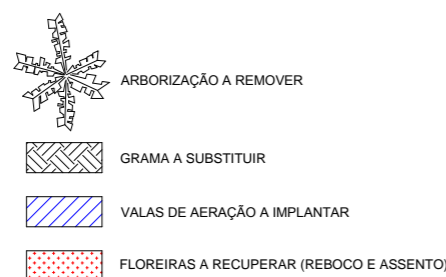 ARBORIZAÇÃO A REMOVER
GRAMA A SUBSTITUIR
VALAS DE AERAÇÃO A IMPLANTAR
FLOREIRAS A RECUPERAR (REBOCO E ASSENTO)